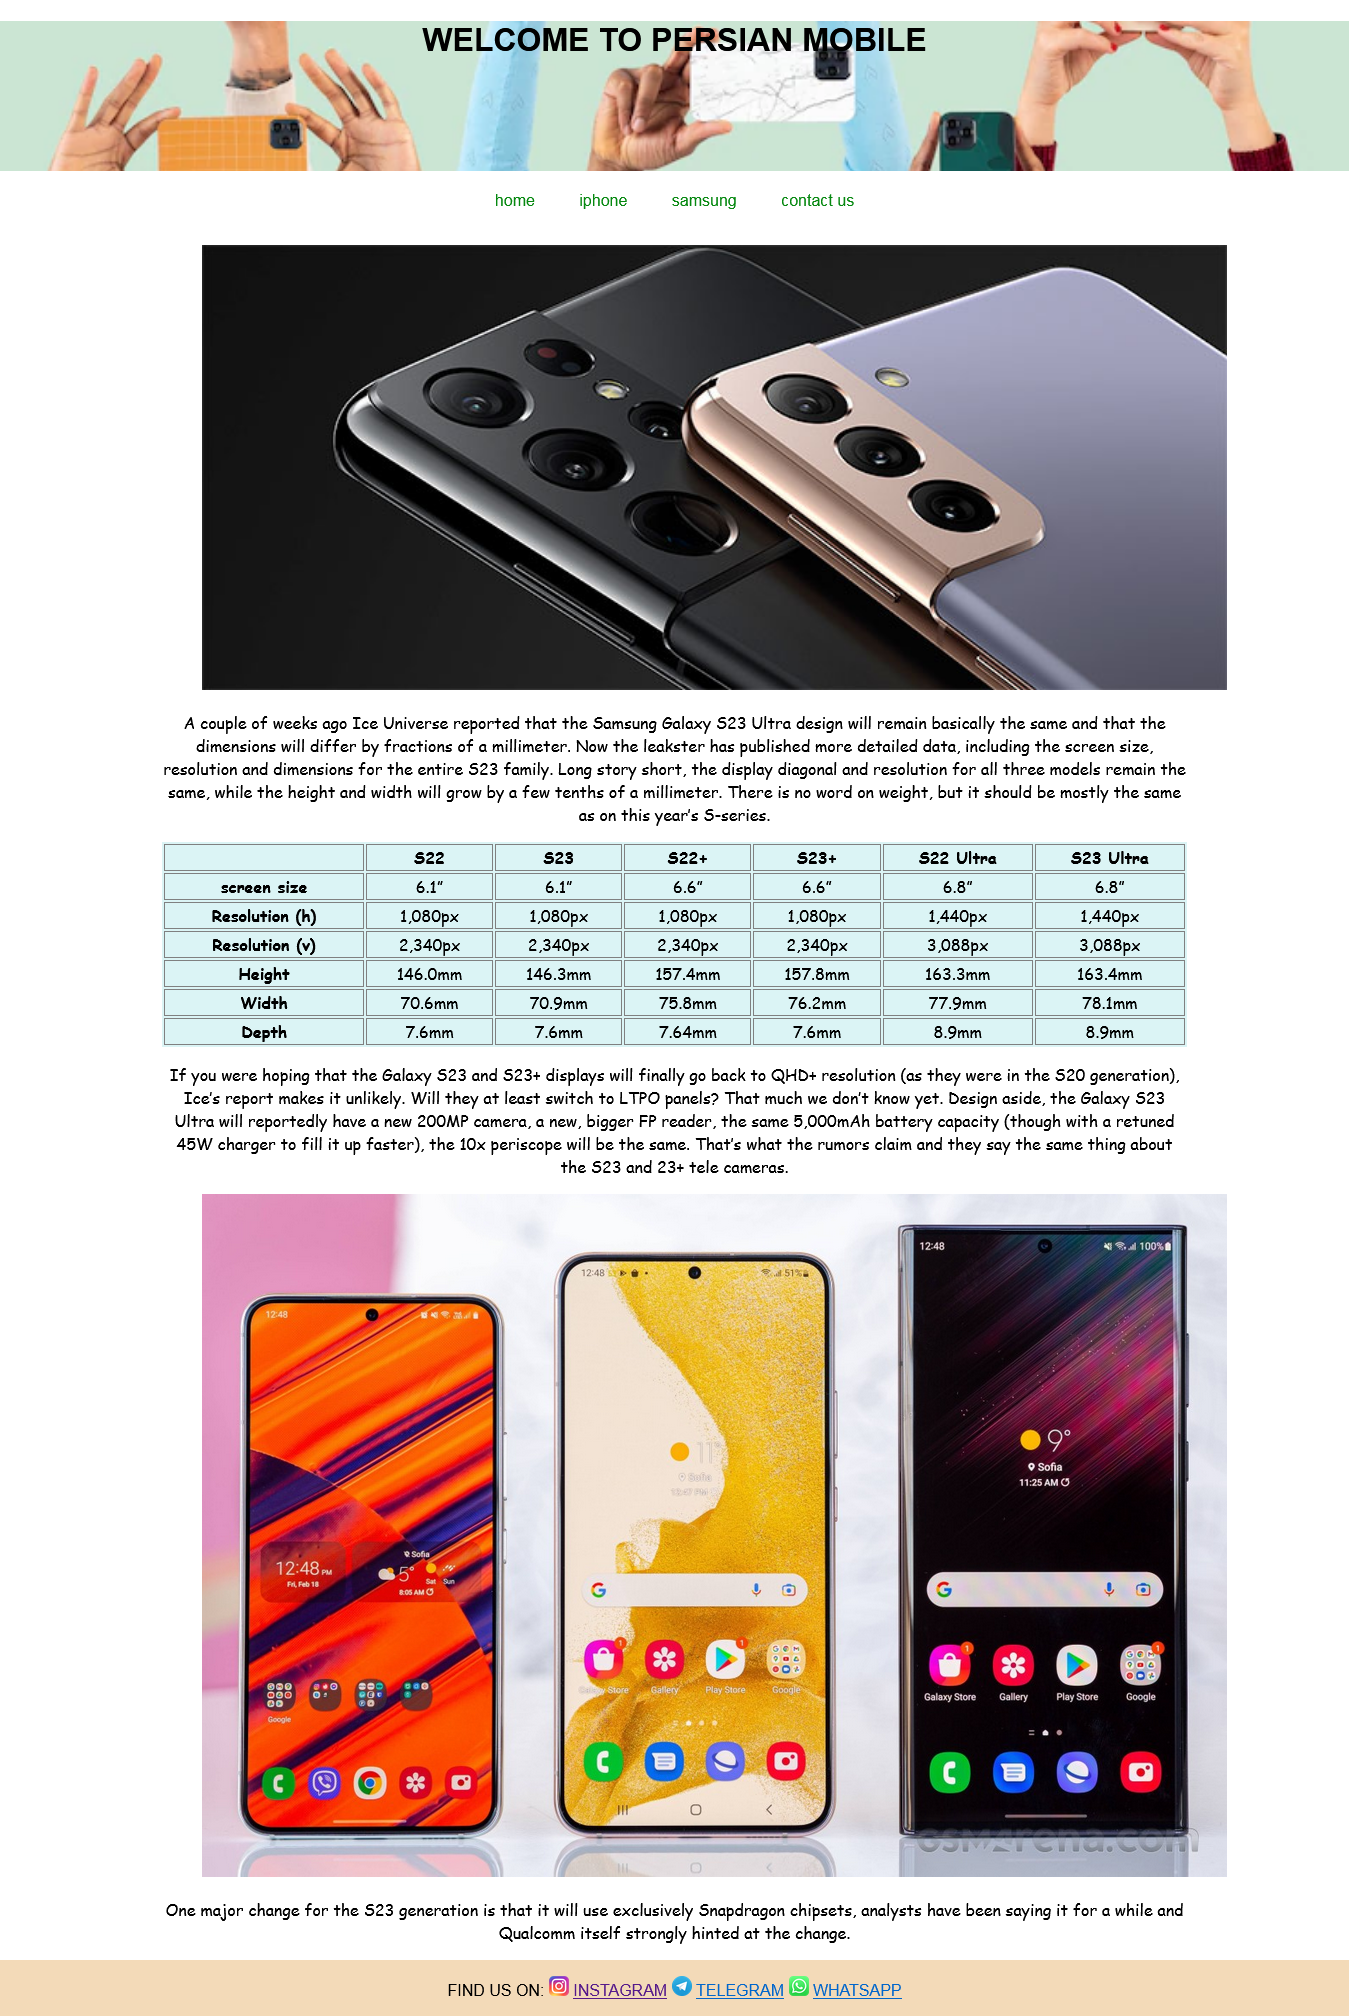 WELCOME TO PERSIAN MOBILE
home iphone samsung contact us
A couple of weeks ago Ice Universe reported that the Samsung Galaxy S23 Ultra design will remain basically the same and that the
dimensions will differ by fractions of a millimeter. Now the leakster has published more detailed data, including the screen size,
resolution and dimensions for the entire S23 family. Long story short, the display diagonal and resolution for all three models remain the
same, while the height and width will grow by a few tenths of a millimeter. There is no word on weight, but it should be mostly the same
as on this year’s S-series.
S22 S23 S22+ S23+ S22 Ultra S23 Ultra
screen size 6.1” 6.1” 6.6” 6.6” 6.8” 6.8”
Resolution (h) 1,080px 1,080px 1,080px 1,080px 1,440px 1,440px
Resolution (v) 2,340px 2,340px 2,340px 2,340px 3,088px 3,088px
Height 146.0mm 146.3mm 157.4mm 157.8mm 163.3mm 163.4mm
Width 70.6mm 70.9mm 75.8mm 76.2mm 77.9mm 78.1mm
Depth 7.6mm 7.6mm 7.64mm 7.6mm 8.9mm 8.9mm
If you were hoping that the Galaxy S23 and S23+ displays will finally go back to QHD+ resolution (as they were in the S20 generation),
Ice’s report makes it unlikely. Will they at least switch to LTPO panels? That much we don’t know yet. Design aside, the Galaxy S23
Ultra will reportedly have a new 200MP camera, a new, bigger FP reader, the same 5,000mAh battery capacity (though with a retuned
45W charger to fill it up faster), the 10x periscope will be the same. That’s what the rumors claim and they say the same thing about
the S23 and 23+ tele cameras.
12:48 100%
12:48 51%
12:48
11°
Sofia
12:47 PM
9°
Sofia
11:25 AM
12:48 PM
Fri, Feb 18
Sofia
5°
Sat Sun
8:05 AM
Galaxy Store Gallery Play Store Google
Galaxy Store Gallery Play Store Google
Google
GSMArena.com
One major change for the S23 generation is that it will use exclusively Snapdragon chipsets, analysts have been saying it for a while and
Qualcomm itself strongly hinted at the change.
FIND US ON: INSTAGRAM TELEGRAM WHATSAPP